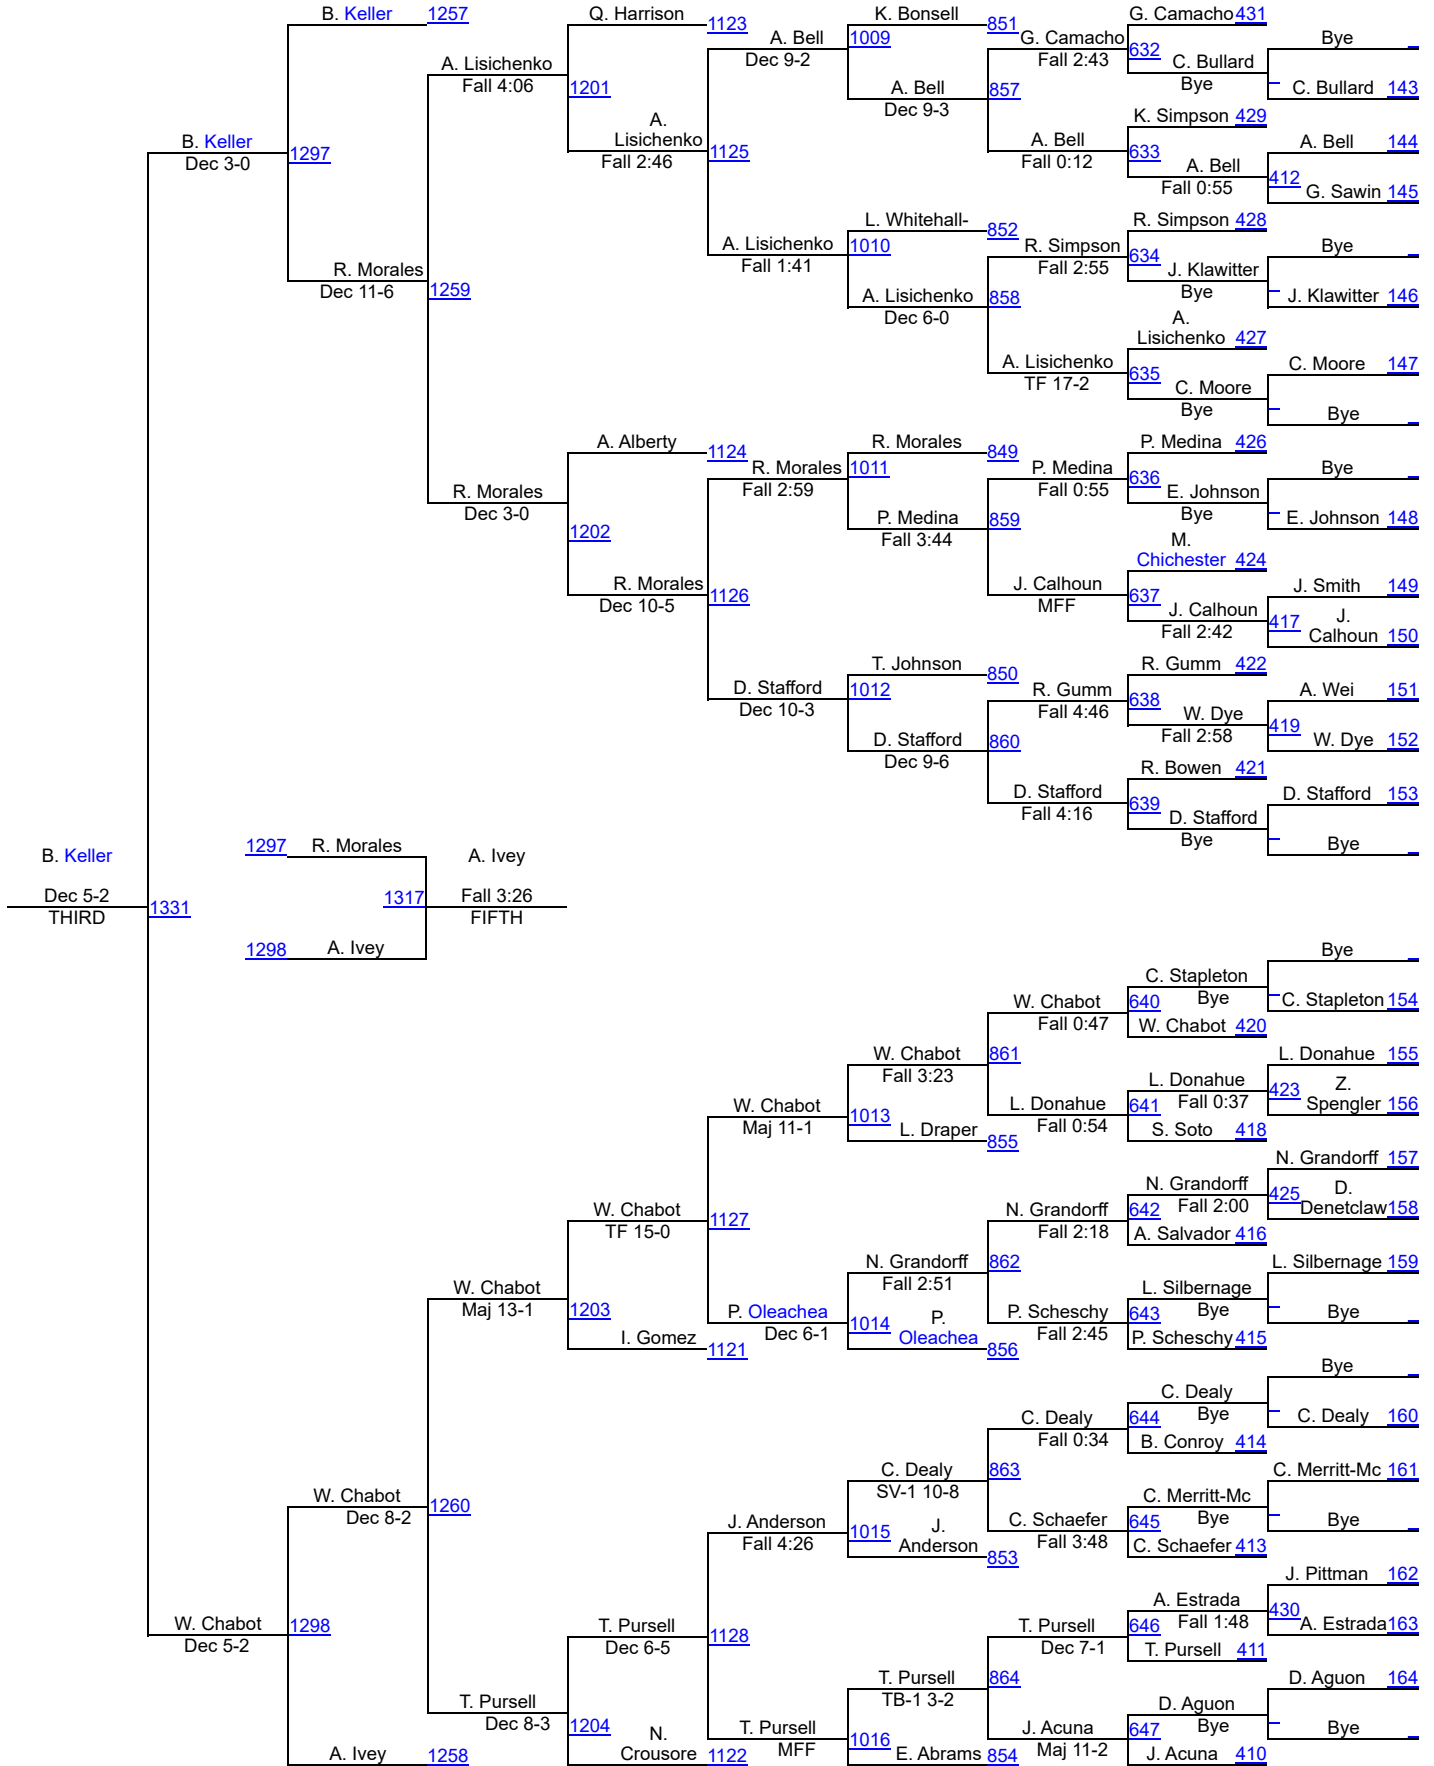 B. Keller 1257
Q. Harrison 1123
K. Bonsell 851
G. Camacho 431
Bye
A. Bell
Dec 9-2
1009
G. Camacho
Fall 2:43
632
C. Bullard
Bye
C. Bullard 143
A. Lisichenko
Fall 4:06
1201
A. Bell
Dec 9-3
857
K. Simpson 429
A.
Lisichenko
Fall 2:46
1125
A. Bell
Fall 0:12
633
A. Bell 144
B. Keller
Dec 3-0
1297
A. Bell
Fall 0:55
412
G. Sawin 145
L. Whitehall- 852
R. Simpson 428
A. Lisichenko
Fall 1:41
1010
R. Simpson
Fall 2:55
634
Bye
J. Klawitter
Bye
R. Morales
Dec 11-6
1259
A. Lisichenko
Dec 6-0
858
J. Klawitter 146
A.
Lisichenko 427
A. Lisichenko
TF 17-2
635
C. Moore 147
C. Moore
Bye
Bye
A. Alberty 1124
R. Morales 849
P. Medina 426
R. Morales
Fall 2:59
1011
P. Medina
Fall 0:55
636
Bye
R. Morales
Dec 3-0
1202
E. Johnson
Bye
P. Medina
Fall 3:44
859
E. Johnson 148
M.
Chichester 424
R. Morales
Dec 10-5
1126
J. Calhoun
MFF
637
J. Smith 149
J. Calhoun
Fall 2:42
417
J.
Calhoun 150
T. Johnson 850
R. Gumm 422
D. Stafford
Dec 10-3
1012
R. Gumm
Fall 4:46
638
A. Wei 151
W. Dye
Fall 2:58
419
D. Stafford
Dec 9-6
860
W. Dye 152
R. Bowen 421
D. Stafford
Fall 4:16
639
D. Stafford 153
D. Stafford
Bye
Bye
B. Keller
Dec 5-2
THIRD
1331
1297 R. Morales
1317
A. Ivey
Fall 3:26
FIFTH
1298 A. Ivey
Bye
C. Stapleton
Bye
640
C. Stapleton 154
W. Chabot
Fall 0:47
W. Chabot 420
W. Chabot
Fall 3:23
861
L. Donahue 155
L. Donahue
Fall 0:37
423
Z.
Spengler 156
W. Chabot
Maj 11-1
1013
L. Donahue
Fall 0:54
641
L. Draper 855
S. Soto 418
N. Grandorff 157
N. Grandorff
Fall 2:00
425
D.
Denetclaw 158
W. Chabot
TF 15-0
1127
N. Grandorff
Fall 2:18
642
A. Salvador 416
N. Grandorff
Fall 2:51
862
L. Silbernage 159
W. Chabot
Maj 13-1
1203
L. Silbernage
Bye
P. Oleachea
Dec 6-1
1014
P. Scheschy
Fall 2:45
643
Bye
P.
Oleachea 856
P. Scheschy 415
I. Gomez 1121
Bye
C. Dealy
Bye
644
C. Dealy 160
C. Dealy
Fall 0:34
B. Conroy 414
C. Dealy
SV-1 10-8
863
C. Merritt-Mc 161
W. Chabot
Dec 8-2
1260
C. Merritt-Mc
Bye
J. Anderson
Fall 4:26
1015
J.
Anderson 853
C. Schaefer
Fall 3:48
645
Bye
C. Schaefer 413
J. Pittman 162
A. Estrada
Fall 1:48
430
A. Estrada 163
W. Chabot
Dec 5-2
1298
T. Pursell
Dec 6-5
1128
T. Pursell
Dec 7-1
646
T. Pursell 411
T. Pursell
TB-1 3-2
864
D. Aguon 164
T. Pursell
Dec 8-3
1204
D. Aguon
Bye
T. Pursell
MFF
1016
J. Acuna
Maj 11-2
647
Bye
A. Ivey 1258
N.
Crousore 1122
E. Abrams 854
J. Acuna 410